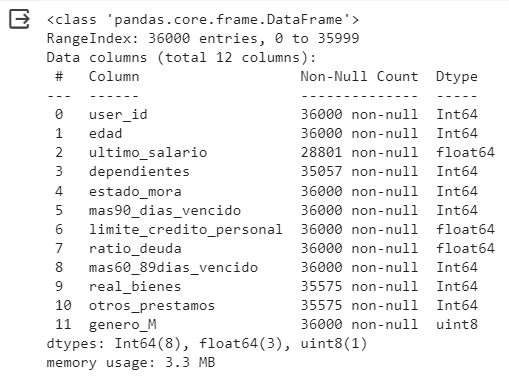 <class 'pandas.core.frame.DataFrame'>
RangeIndex: 36000 entries, 0 to 35999
Data columns (total 12 columns):
 #   Column                   Non-Null Count  Dtype
---  ------                   --------------  -----
 0   user_id                  36000 non-null  Int64
 1   edad                     36000 non-null  Int64
 2   ultimo_salario           28801 non-null  float64
 3   dependientes             35057 non-null  Int64
 4   estado_mora              36000 non-null  Int64
 5   mas90_dias_vencido       36000 non-null  Int64
 6   limite_credito_personal  36000 non-null  float64
 7   ratio_deuda              36000 non-null  float64
 8   mas60_89dias_vencido     36000 non-null  Int64
 9   real_bienes              35575 non-null  Int64
 10  otros_prestamos          35575 non-null  Int64
 11  genero_M                 36000 non-null  uint8
dtypes: Int64(8), float64(3), uint8(1)
memory usage: 3.3 MB